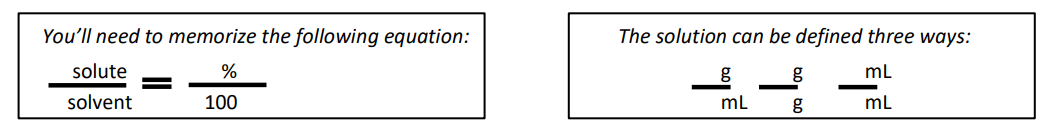 You'll need to memorize the following equation:
solute = %
solvent 100
The solution can be defined three ways:
g g mL
mL g mL